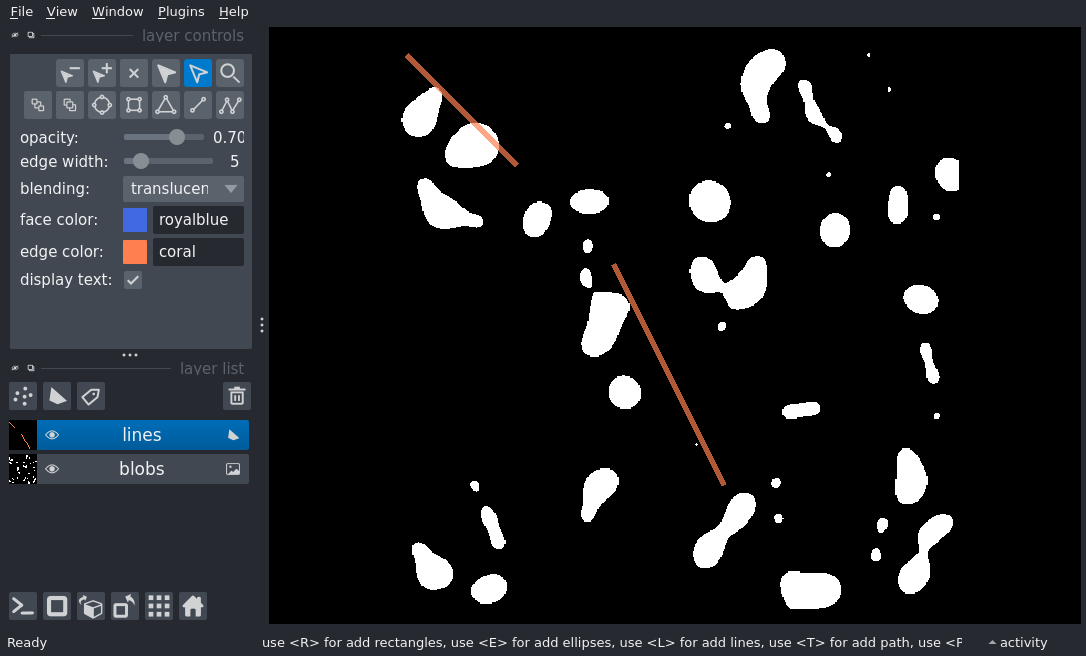 File View Window Plugins Help
layer controls
opacity: 0.70
edge width: 5
blending: translucen
face color: royalblue
edge color: coral
display text:
layer list
lines
blobs
Ready use <R> for add rectangles, use <E> for add ellipses, use <L> for add lines, use <T> for add path, use <F activity